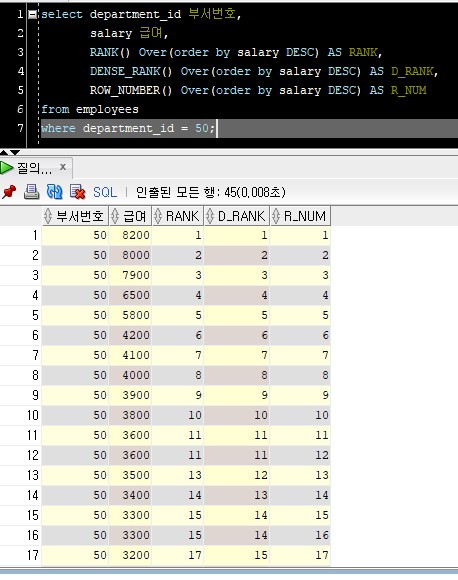 1 select department_id 부서번호,
2 salary 급여,
3 RANK() Over(order by salary DESC) AS RANK,
4 DENSE_RANK() Over(order by salary DESC) AS D_RANK,
5 ROW_NUMBER() Over(order by salary DESC) AS R_NUM
6 from employees
7 where department_id = 50;
질의... x
SQL | 인출된 모든 행: 45(0,008초)
부서번호 급여 RANK D_RANK R_NUM
1 50 8200 1 1 1
2 50 8000 2 2 2
3 50 7900 3 3 3
4 50 6500 4 4 4
5 50 5800 5 5 5
6 50 4200 6 6 6
7 50 4100 7 7 7
8 50 4000 8 8 8
9 50 3900 9 9 9
10 50 3800 10 10 10
11 50 3600 11 11 11
12 50 3600 11 11 12
13 50 3500 13 12 13
14 50 3400 14 13 14
15 50 3300 15 14 15
16 50 3300 15 14 16
17 50 3200 17 15 17